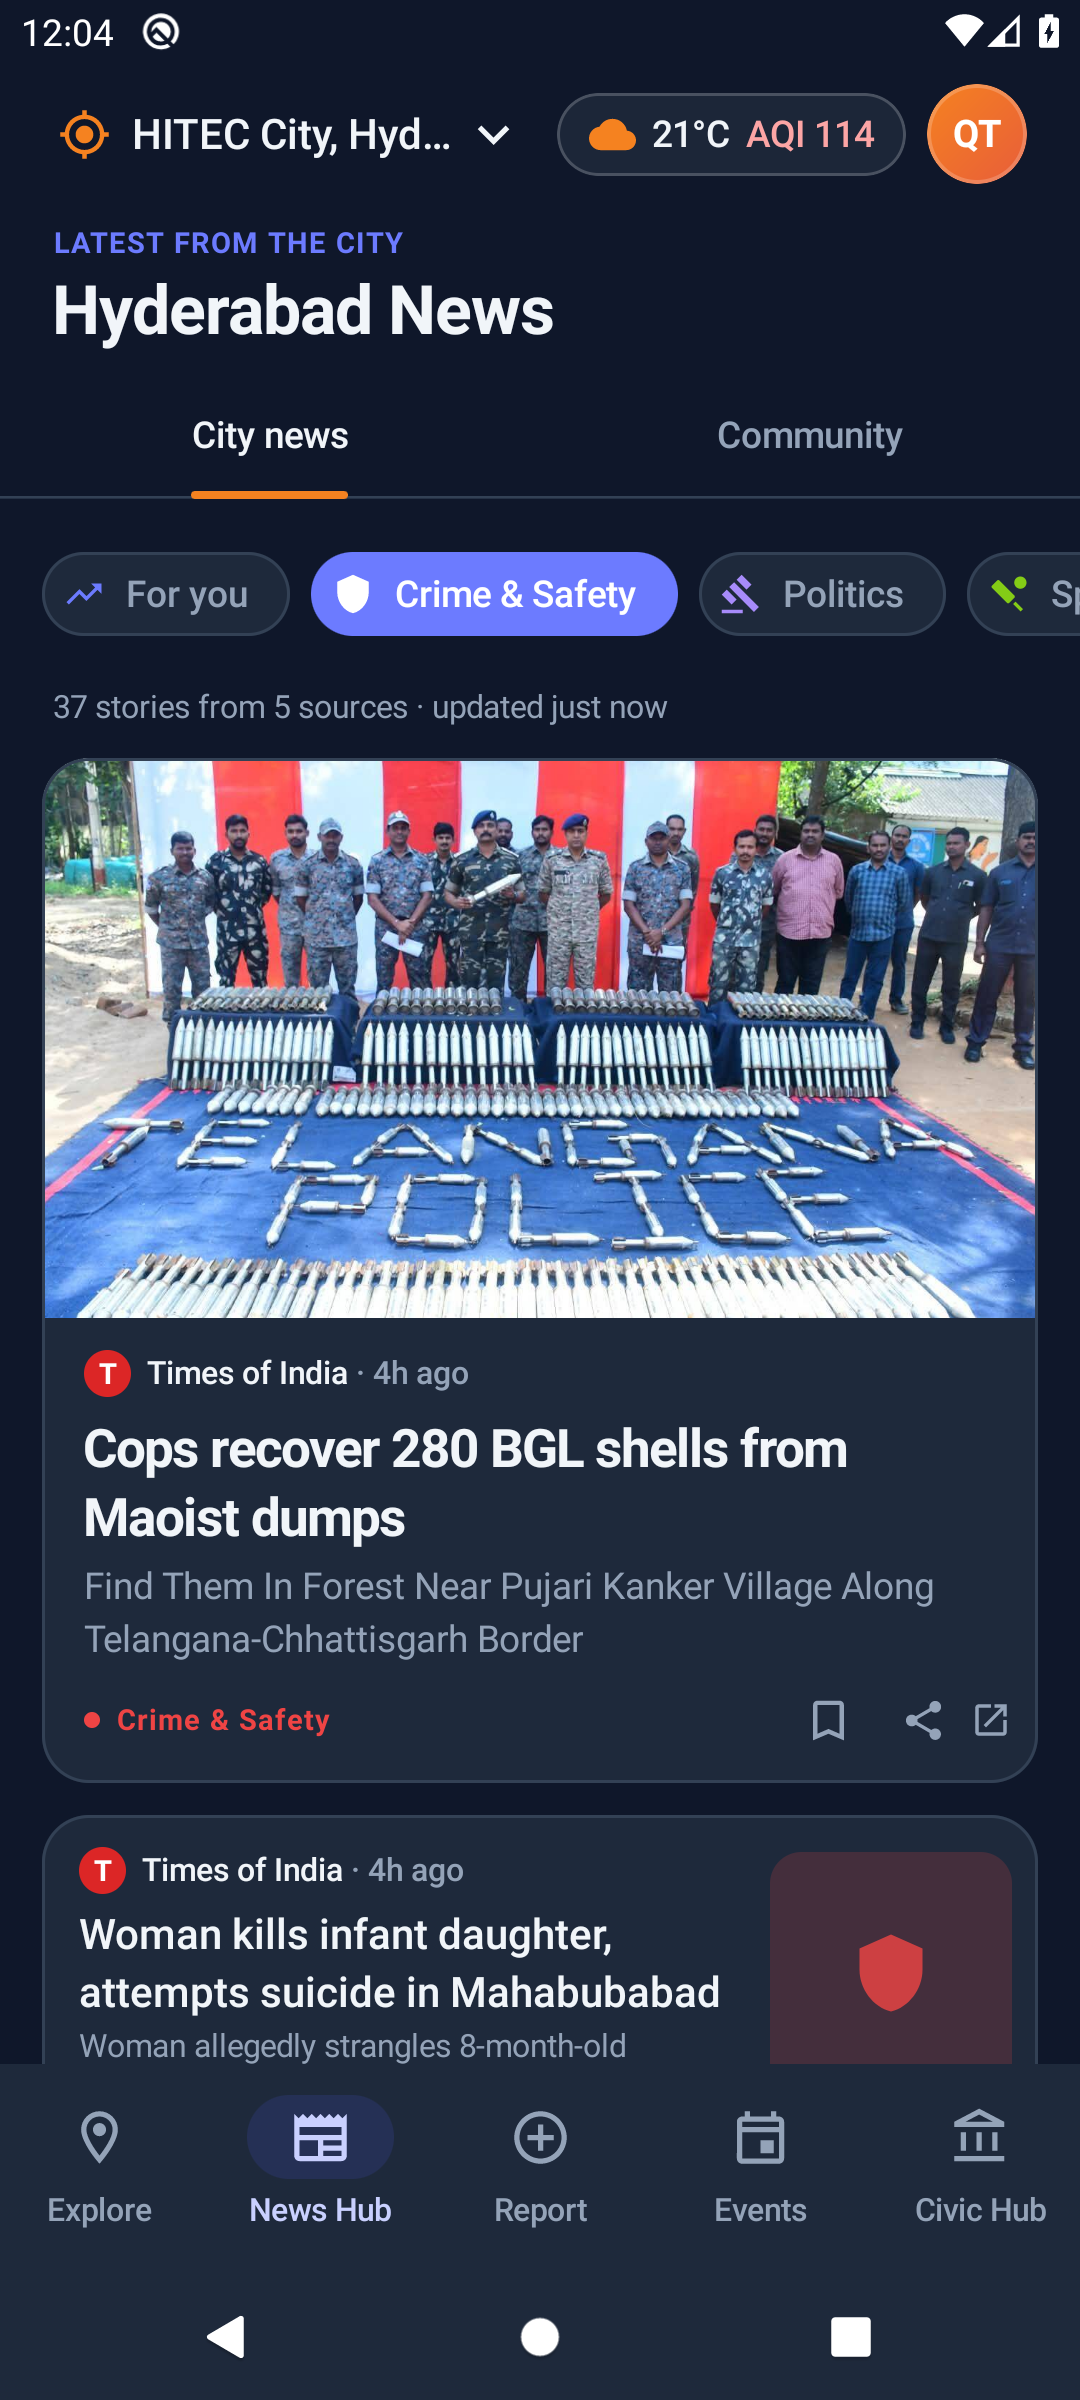 12:04
HITEC City, Hyd...
21°C AQI 114
QT
LATEST FROM THE CITY
Hyderabad News
City news
Community
For you
Crime & Safety
Politics
Sp
37 stories from 5 sources · updated just now
TELANGANA
POLICE
T Times of India · 4h ago
Cops recover 280 BGL shells from
Maoist dumps
Find Them In Forest Near Pujari Kanker Village Along
Telangana-Chhattisgarh Border
Crime & Safety
T Times of India · 4h ago
Woman kills infant daughter,
attempts suicide in Mahabubabad
Woman allegedly strangles 8-month-old
Explore
News Hub
Report
Events
Civic Hub